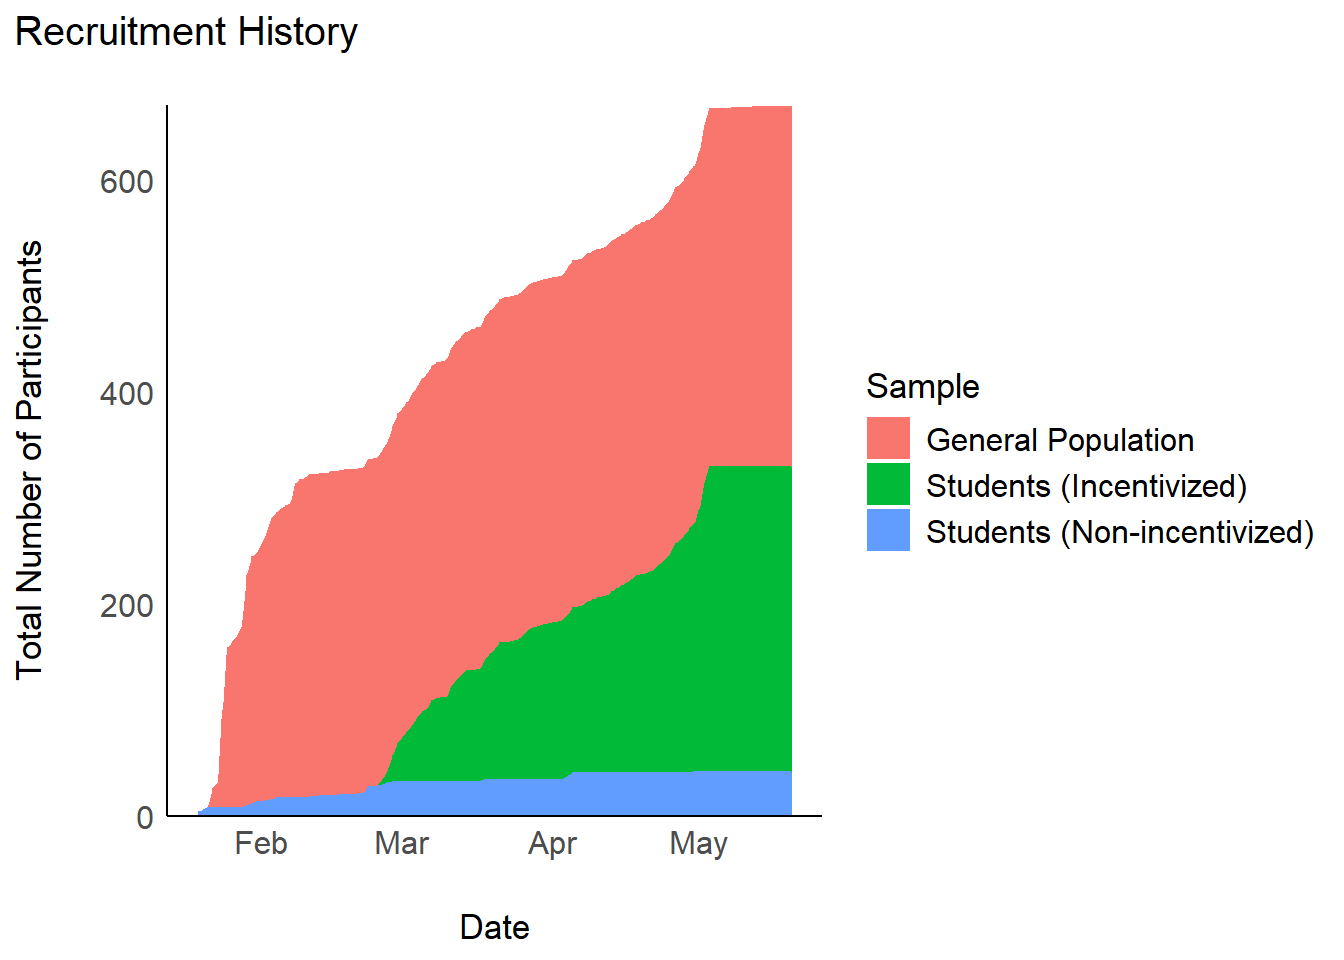 Recruitment History
Total Number of Participants
600
400
200
0
Feb Mar Apr May
Date
Sample
General Population
Students (Incentivized)
Students (Non-incentivized)